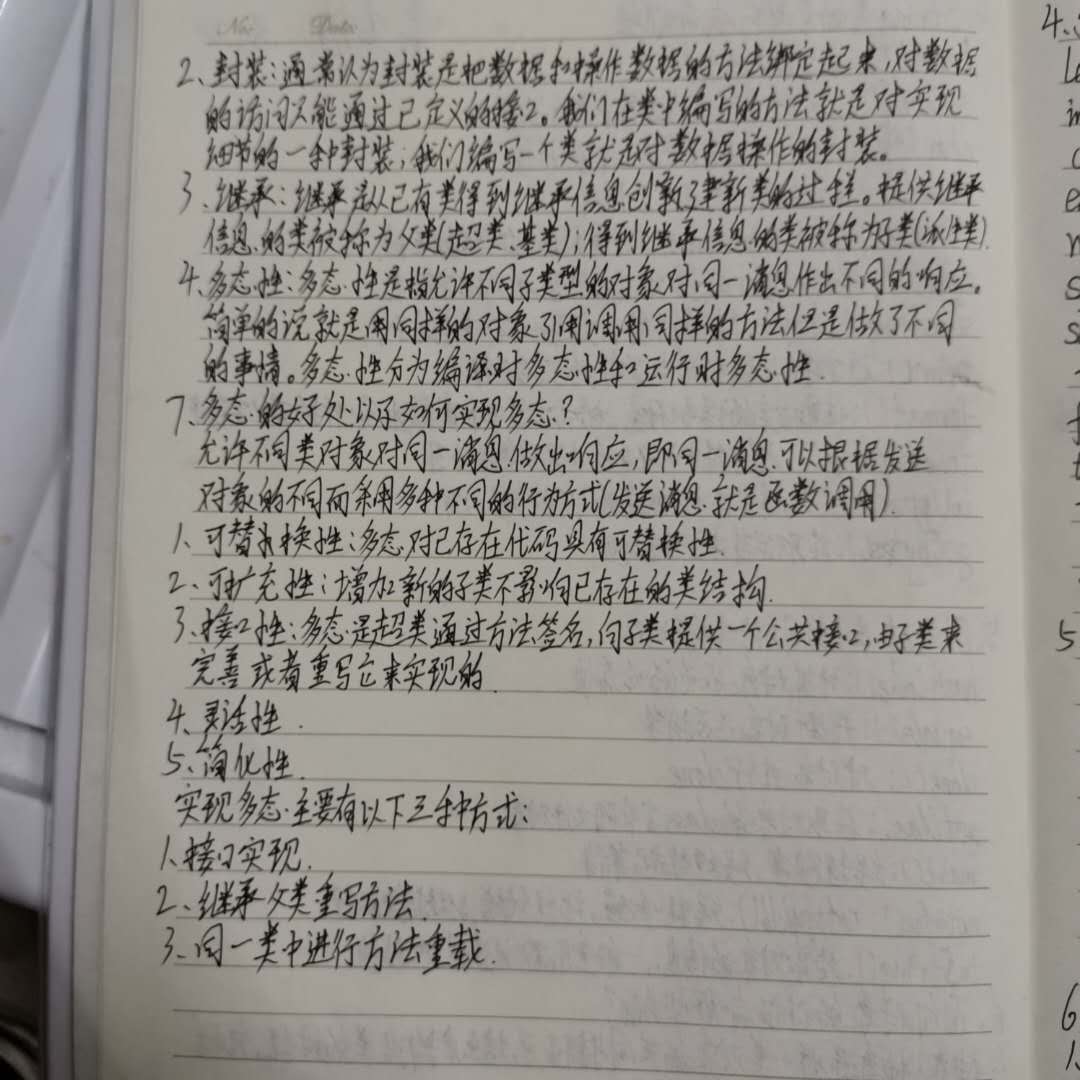 No. Date.
2、封装:通常认为封装是把数据和操作数据的方法绑定起来,对数据
的访问只能通过已定义的接口。我们在类中编写的方法就是对实现
细节的一种封装;我们编写一个类就是对数据操作的封装。
3、继承:继承是从已有类得到继承信息创新建新类的过程。提供继承
信息的类被称为父类(超类、基类);得到继承信息的类被称为子类(派生类).
4、多态性:多态性是指允许不同子类型的对象对同一消息作出不同的响应。
简单的说就是用同样的对象引用调用同样的方法但是做了不同
的事情。多态性分为编译时多态性和运行时多态性.
7、多态的好处以及如何实现多态?
允许不同类对象对同一消息做出响应,即同一消息可以根据发送
对象的不同而采用多种不同的行为方式(发送消息就是函数调用)
1、可替换性:多态对已存在代码具有可替换性.
2、可扩充性:增加新的子类不影响已存在的类结构.
3、接口性:多态是超类通过方法签名,向子类提供一个公共接口,由子类来
完善或者重写它来实现的.
4、灵活性.
5、简化性.
实现多态主要有以下三种方式:
1、接口实现.
2、继承父类重写方法.
3、同一类中进行方法重载.
4、
5
6